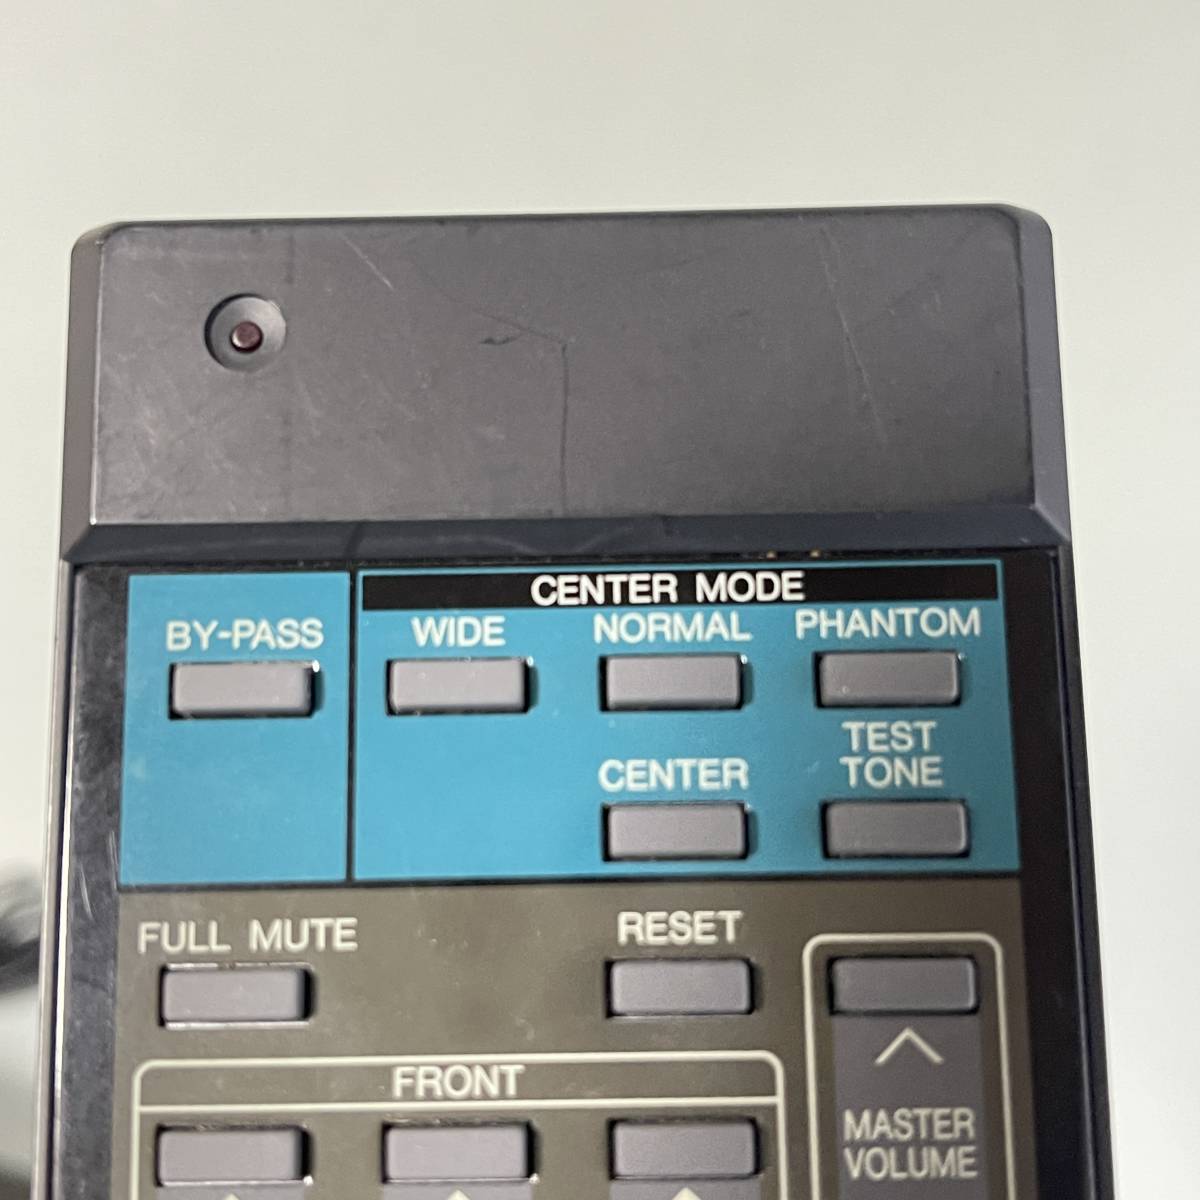 CENTER MODE
BY-PASS
WIDE
NORMAL
PHANTOM
CENTER
TEST
TONE
FULL MUTE
RESET
FRONT
MASTER
VOLUME